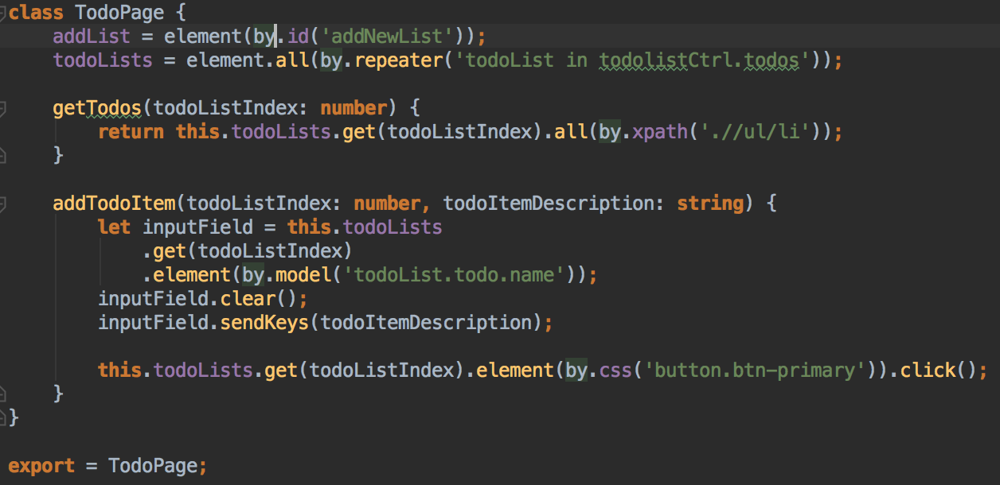 class TodoPage {
    addList = element(by.id('addNewList'));
    todoLists = element.all(by.repeater('todoList in todolistCtrl.todos'));

    getTodos(todoListIndex: number) {
        return this.todoLists.get(todoListIndex).all(by.xpath('.//ul/li'));
    }

    addTodoItem(todoListIndex: number, todoItemDescription: string) {
        let inputField = this.todoLists
            .get(todoListIndex)
            .element(by.model('todoList.todo.name'));
        inputField.clear();
        inputField.sendKeys(todoItemDescription);

        this.todoLists.get(todoListIndex).element(by.css('button.btn-primary')).click();
    }
}

export = TodoPage;